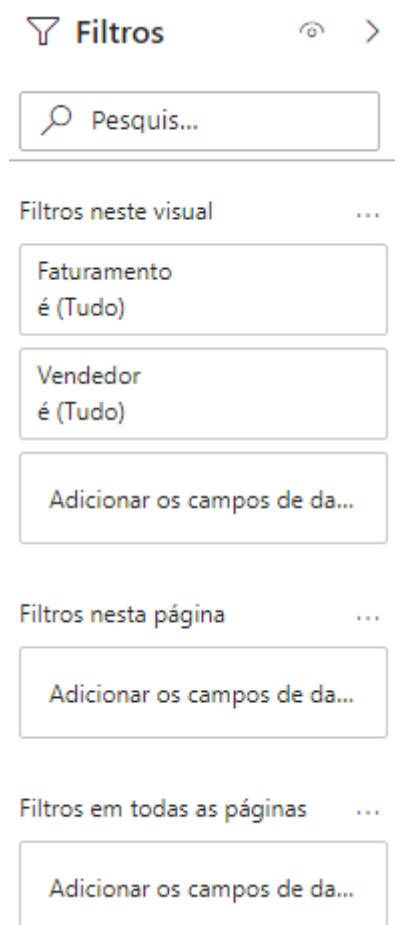 Filtros
Pesquis...
Filtros neste visual
Faturamento
é (Tudo)
Vendedor
é (Tudo)
Adicionar os campos de da...
Filtros nesta página
Adicionar os campos de da...
Filtros em todas as páginas
Adicionar os campos de da...